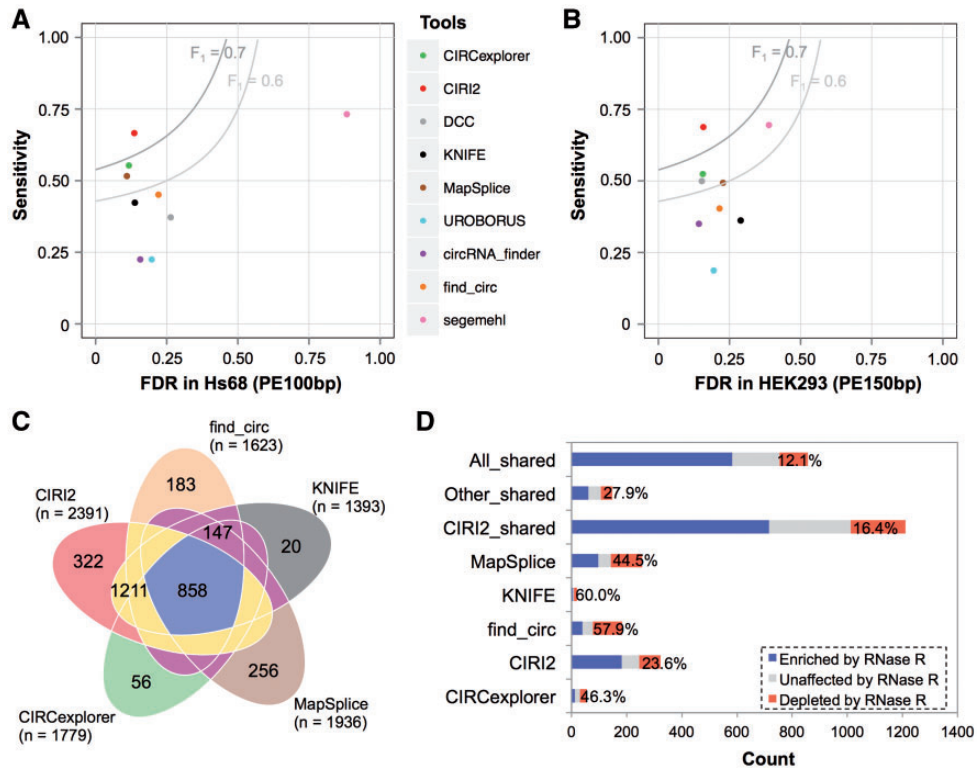 A
Sensitivity
1.00
0.75
0.50
0.25
0
F1 = 0.7
F1 = 0.6
0
0.25
0.50
0.75
1.00
FDR in Hs68 (PE100bp)
Tools
CIRCexplorer
CIRI2
DCC
KNIFE
MapSplice
UROBORUS
circRNA_finder
find_circ
segemehl
B
Sensitivity
1.00
0.75
0.50
0.25
0
F1 = 0.7
F1 = 0.6
0
0.25
0.50
0.75
1.00
FDR in HEK293 (PE150bp)
C
find_circ
(n = 1623)
KNIFE
(n = 1393)
CIRI2
(n = 2391)
183
147
20
322
1211
858
56
256
CIRCexplorer
(n = 1779)
MapSplice
(n = 1936)
D
All_shared
12.1%
Other_shared
27.9%
CIRI2_shared
16.4%
MapSplice
44.5%
KNIFE
60.0%
find_circ
57.9%
CIRI2
23.6%
CIRCexplorer
46.3%
Enriched by RNase R
Unaffected by RNase R
Depleted by RNase R
0
200
400
600
800
1000
1200
1400
Count